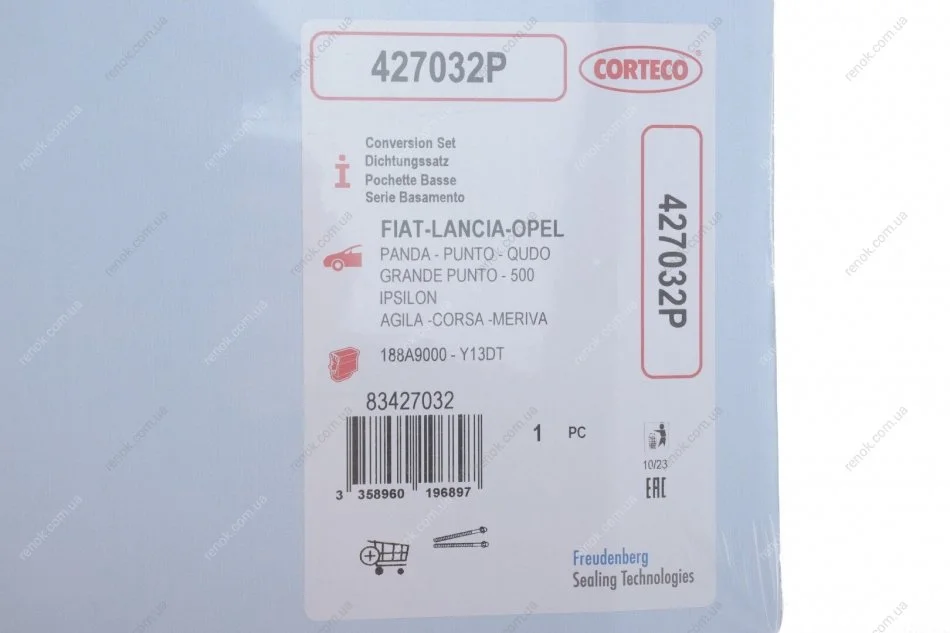 427032P
CORTECO
Conversion Set
Dichtungssatz
Pochette Basse
Serie Basamento
FIAT-LANCIA-OPEL
PANDA - PUNTO - QUDO
GRANDE PUNTO - 500
IPSILON
AGILA -CORSA -MERIVA
188A9000 - Y13DT
427032P
83427032
3 358960 196897
1 PC
10/23
EAC
Freudenberg
Sealing Technologies
renok.com.ua